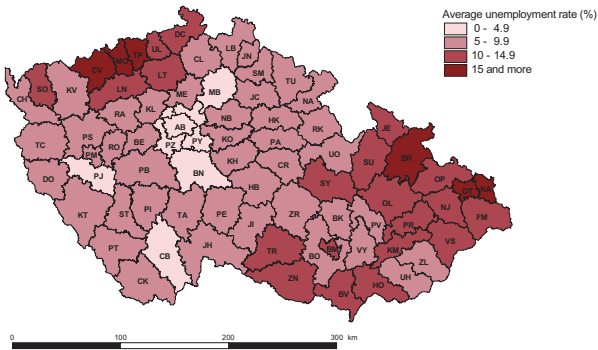 Average unemployment rate (%)
0 - 4.9
5 - 9.9
10 - 14.9
15 and more
DC
UL
TP
MO
CV
LT
CL
LB
JN
SM
TU
SO
KV
CH
LN
ME
MB
JC
NA
RA
KL
AB
NB
HK
RK
JE
TC
PS
RO
BE
PZ
PY
KO
PA
UO
SU
BR
PM
DO
PJ
PB
BN
KH
CR
SY
OP
OT
KA
HB
OL
NJ
FM
KT
ST
PI
TA
PE
JI
ZR
BK
PV
PR
VS
PT
CB
JH
TR
BO
BM
VY
KM
ZL
CK
ZN
BV
HO
UH
0
100
200
300 km